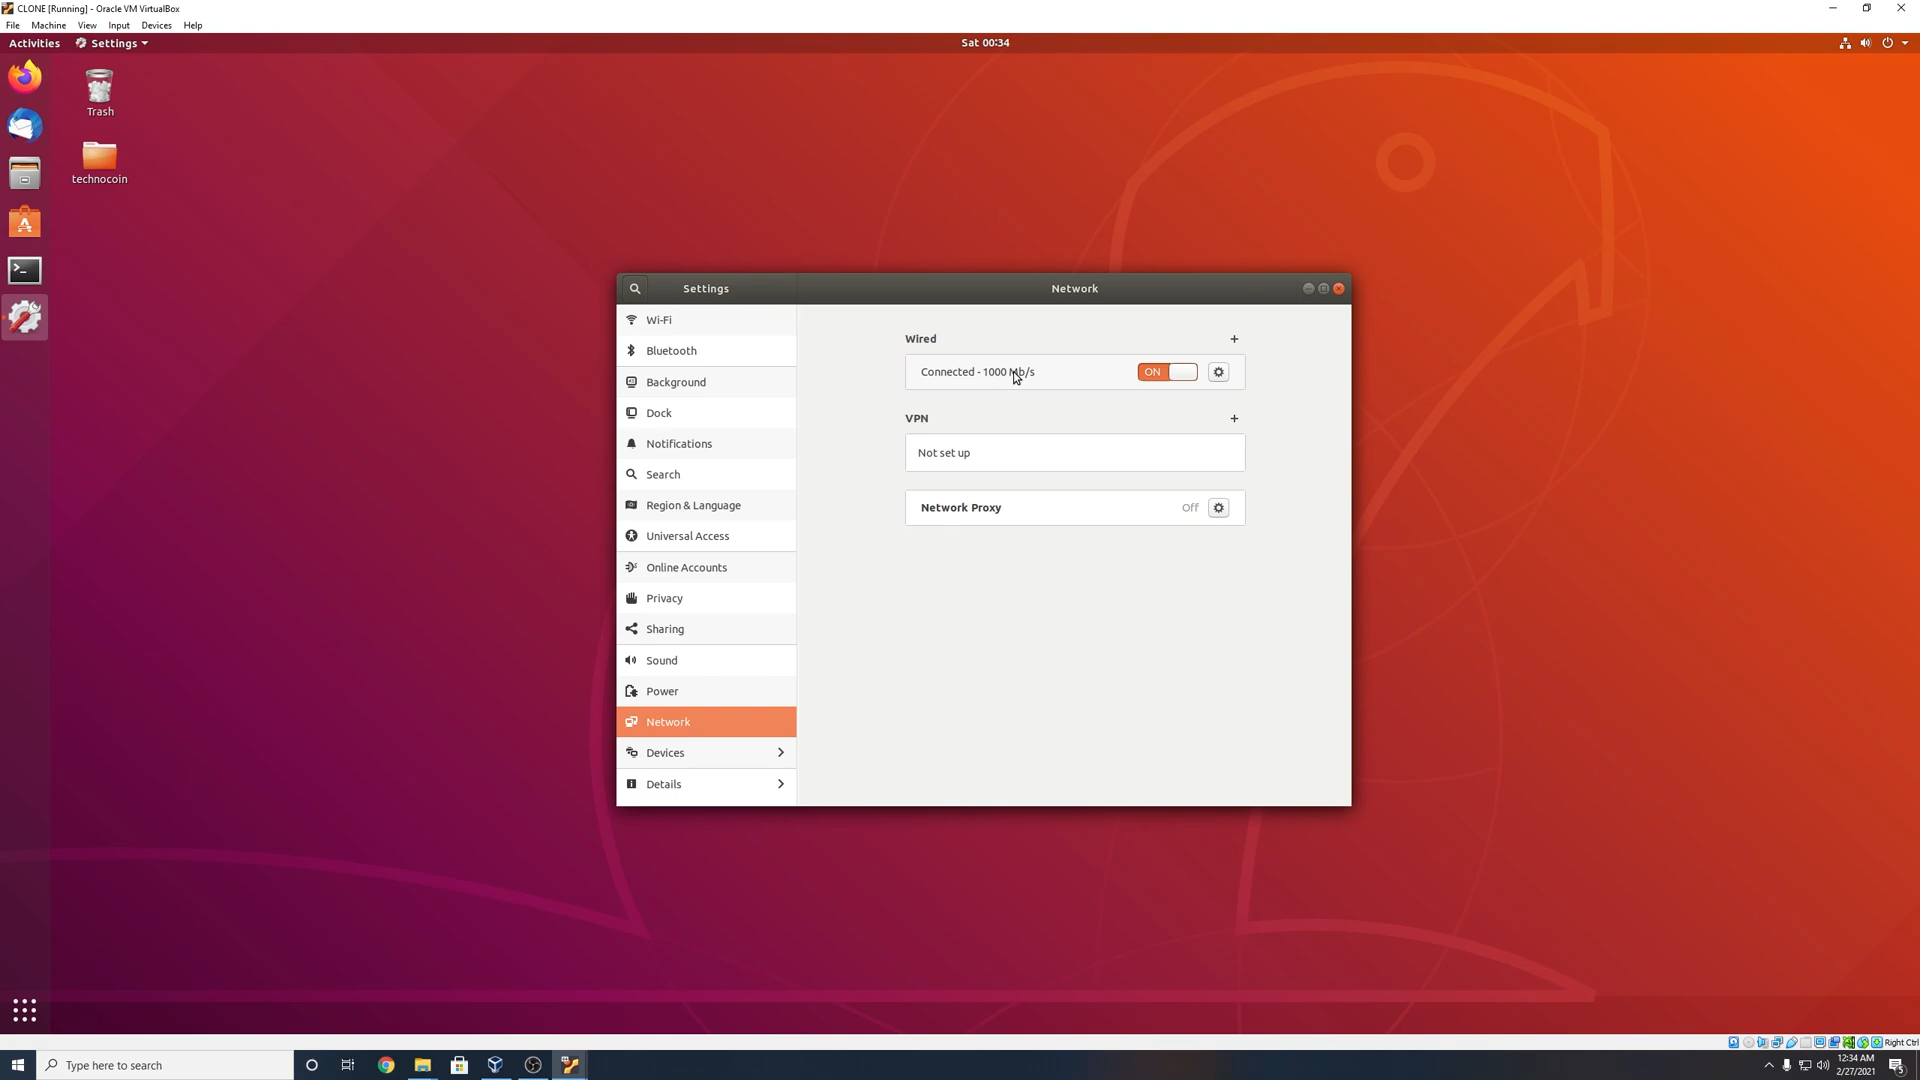 CLONE [Running] - Oracle VM VirtualBox
File Machine View Input Devices Help
Activities Settings Sat 00:34
Trash
technocoin
Settings Network
Wi-Fi
Bluetooth
Background
Dock
Notifications
Search
Region & Language
Universal Access
Online Accounts
Privacy
Sharing
Sound
Power
Network
Devices
Details
Wired +
Connected - 1000 Mb/s ON
VPN +
Not set up
Network Proxy Off
Right Ctrl
Type here to search
12:34 AM
2/27/2021
5